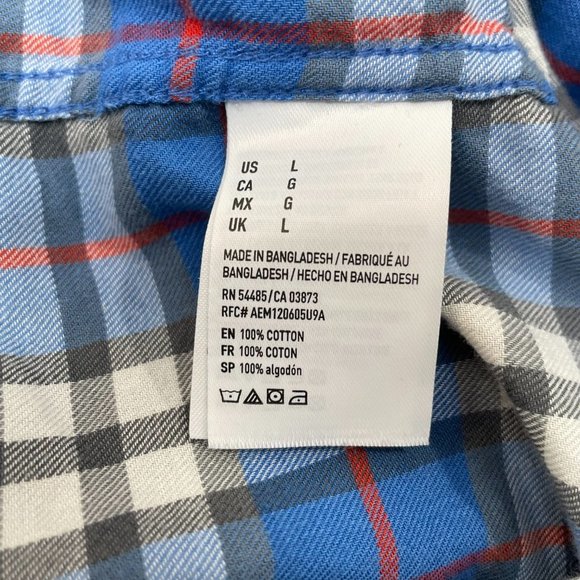 US L
CA G
MX G
UK L
MADE IN BANGLADESH / FABRIQUÉ AU
BANGLADESH / HECHO EN BANGLADESH
RN 54485 / CA 03873
RFC# AEM120605U9A
EN 100% COTTON
FR 100% COTON
SP 100% algodón